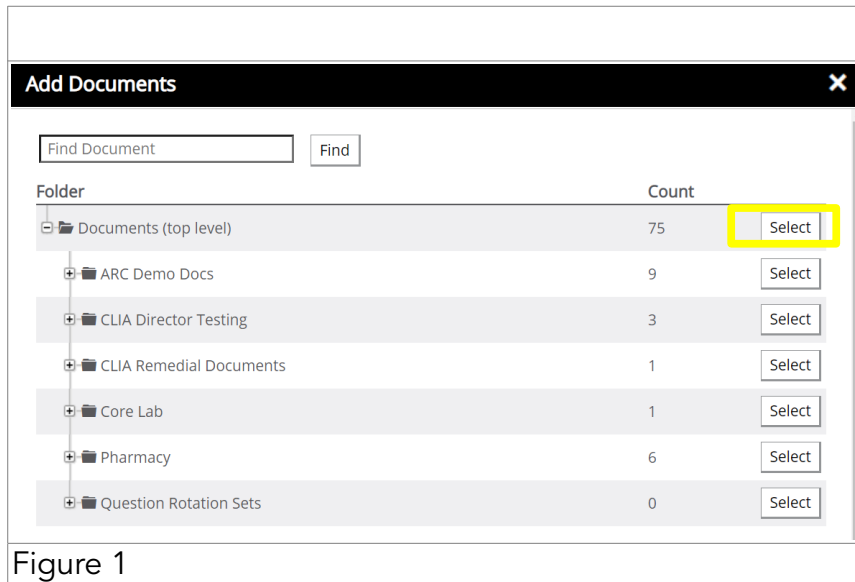 Add Documents
Find Document Find
Folder Count
Documents (top level) 75 Select
ARC Demo Docs 9 Select
CLIA Director Testing 3 Select
CLIA Remedial Documents 1 Select
Core Lab 1 Select
Pharmacy 6 Select
Question Rotation Sets 0 Select
Figure 1